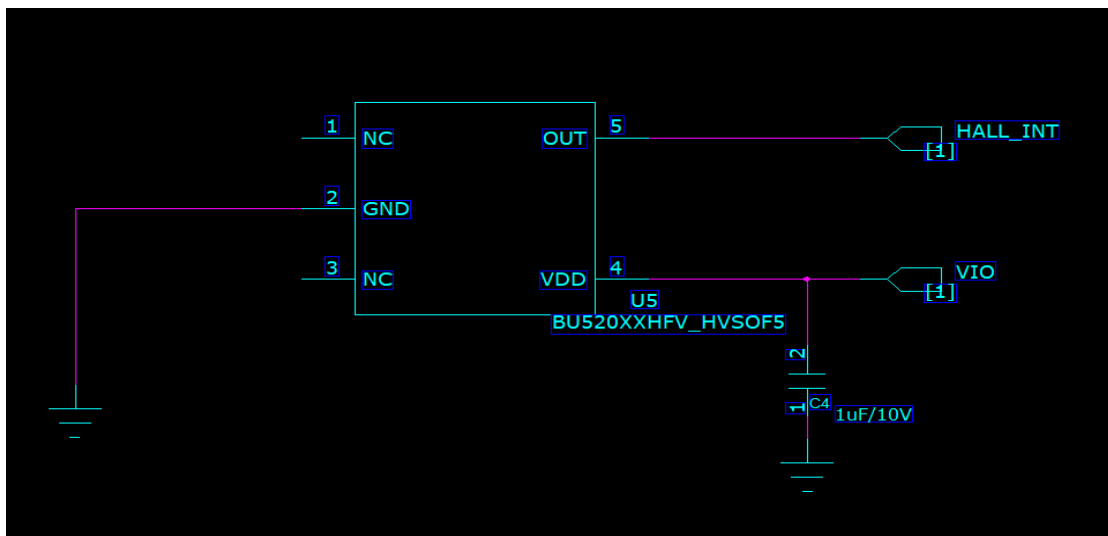 1
NC
OUT
5
HALL_INT
[1]
2
GND
3
NC
VDD
4
VIO
[1]
U5
BU520XXHFV_HVSOF5
2
1
C4
1uF/10V